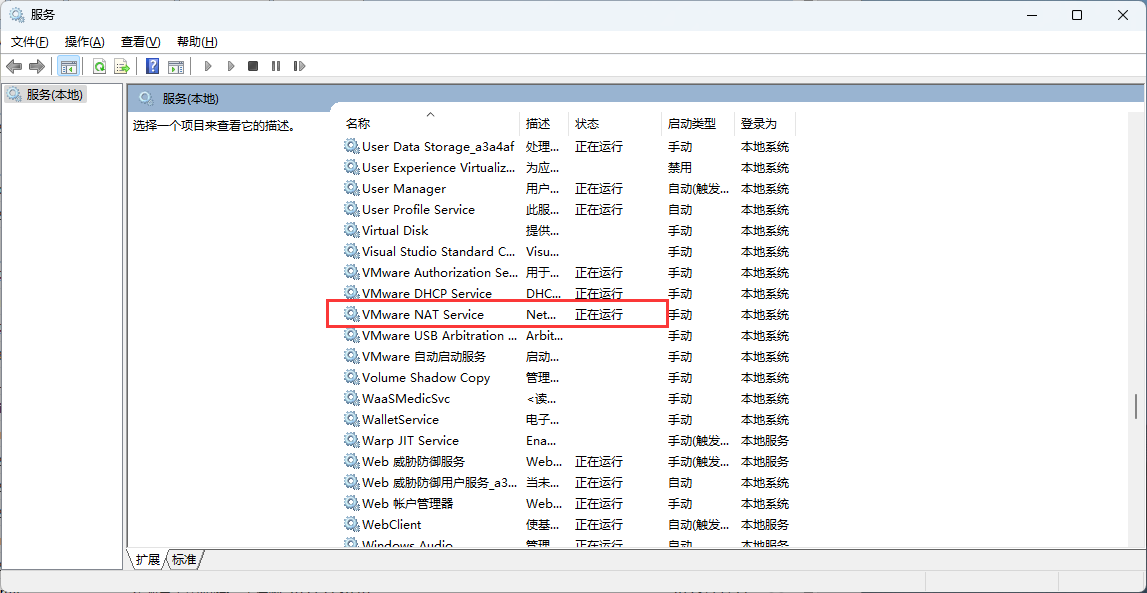 服务
文件(F) 操作(A) 查看(V) 帮助(H)
服务(本地)
服务(本地)
选择一个项目来查看它的描述。
名称 描述 状态 启动类型 登录为
User Data Storage_a3a4af 处理... 正在运行 手动 本地系统
User Experience Virtualiz... 为应... 禁用 本地系统
User Manager 用户... 正在运行 自动(触发... 本地系统
User Profile Service 此服... 正在运行 自动 本地系统
Virtual Disk 提供... 手动 本地系统
Visual Studio Standard C... Visu... 手动 本地系统
VMware Authorization Se... 用于... 正在运行 手动 本地系统
VMware DHCP Service DHC... 正在运行 手动 本地系统
VMware NAT Service Net... 正在运行 手动 本地系统
VMware USB Arbitration ... Arbit... 手动 本地系统
VMware 自动启动服务 启动... 手动 本地系统
Volume Shadow Copy 管理... 手动 本地系统
WaaSMedicSvc <读... 手动 本地系统
WalletService 电子... 手动 本地系统
Warp JIT Service Ena... 手动(触发... 本地服务
Web 威胁防御服务 Web... 正在运行 手动(触发... 本地服务
Web 威胁防御用户服务_a3... 当未... 正在运行 自动 本地系统
Web 帐户管理器 Web... 正在运行 手动 本地系统
WebClient 使基... 正在运行 自动(触发... 本地服务
Windows Audio 管理... 正在运行 自动 本地服务
扩展 标准